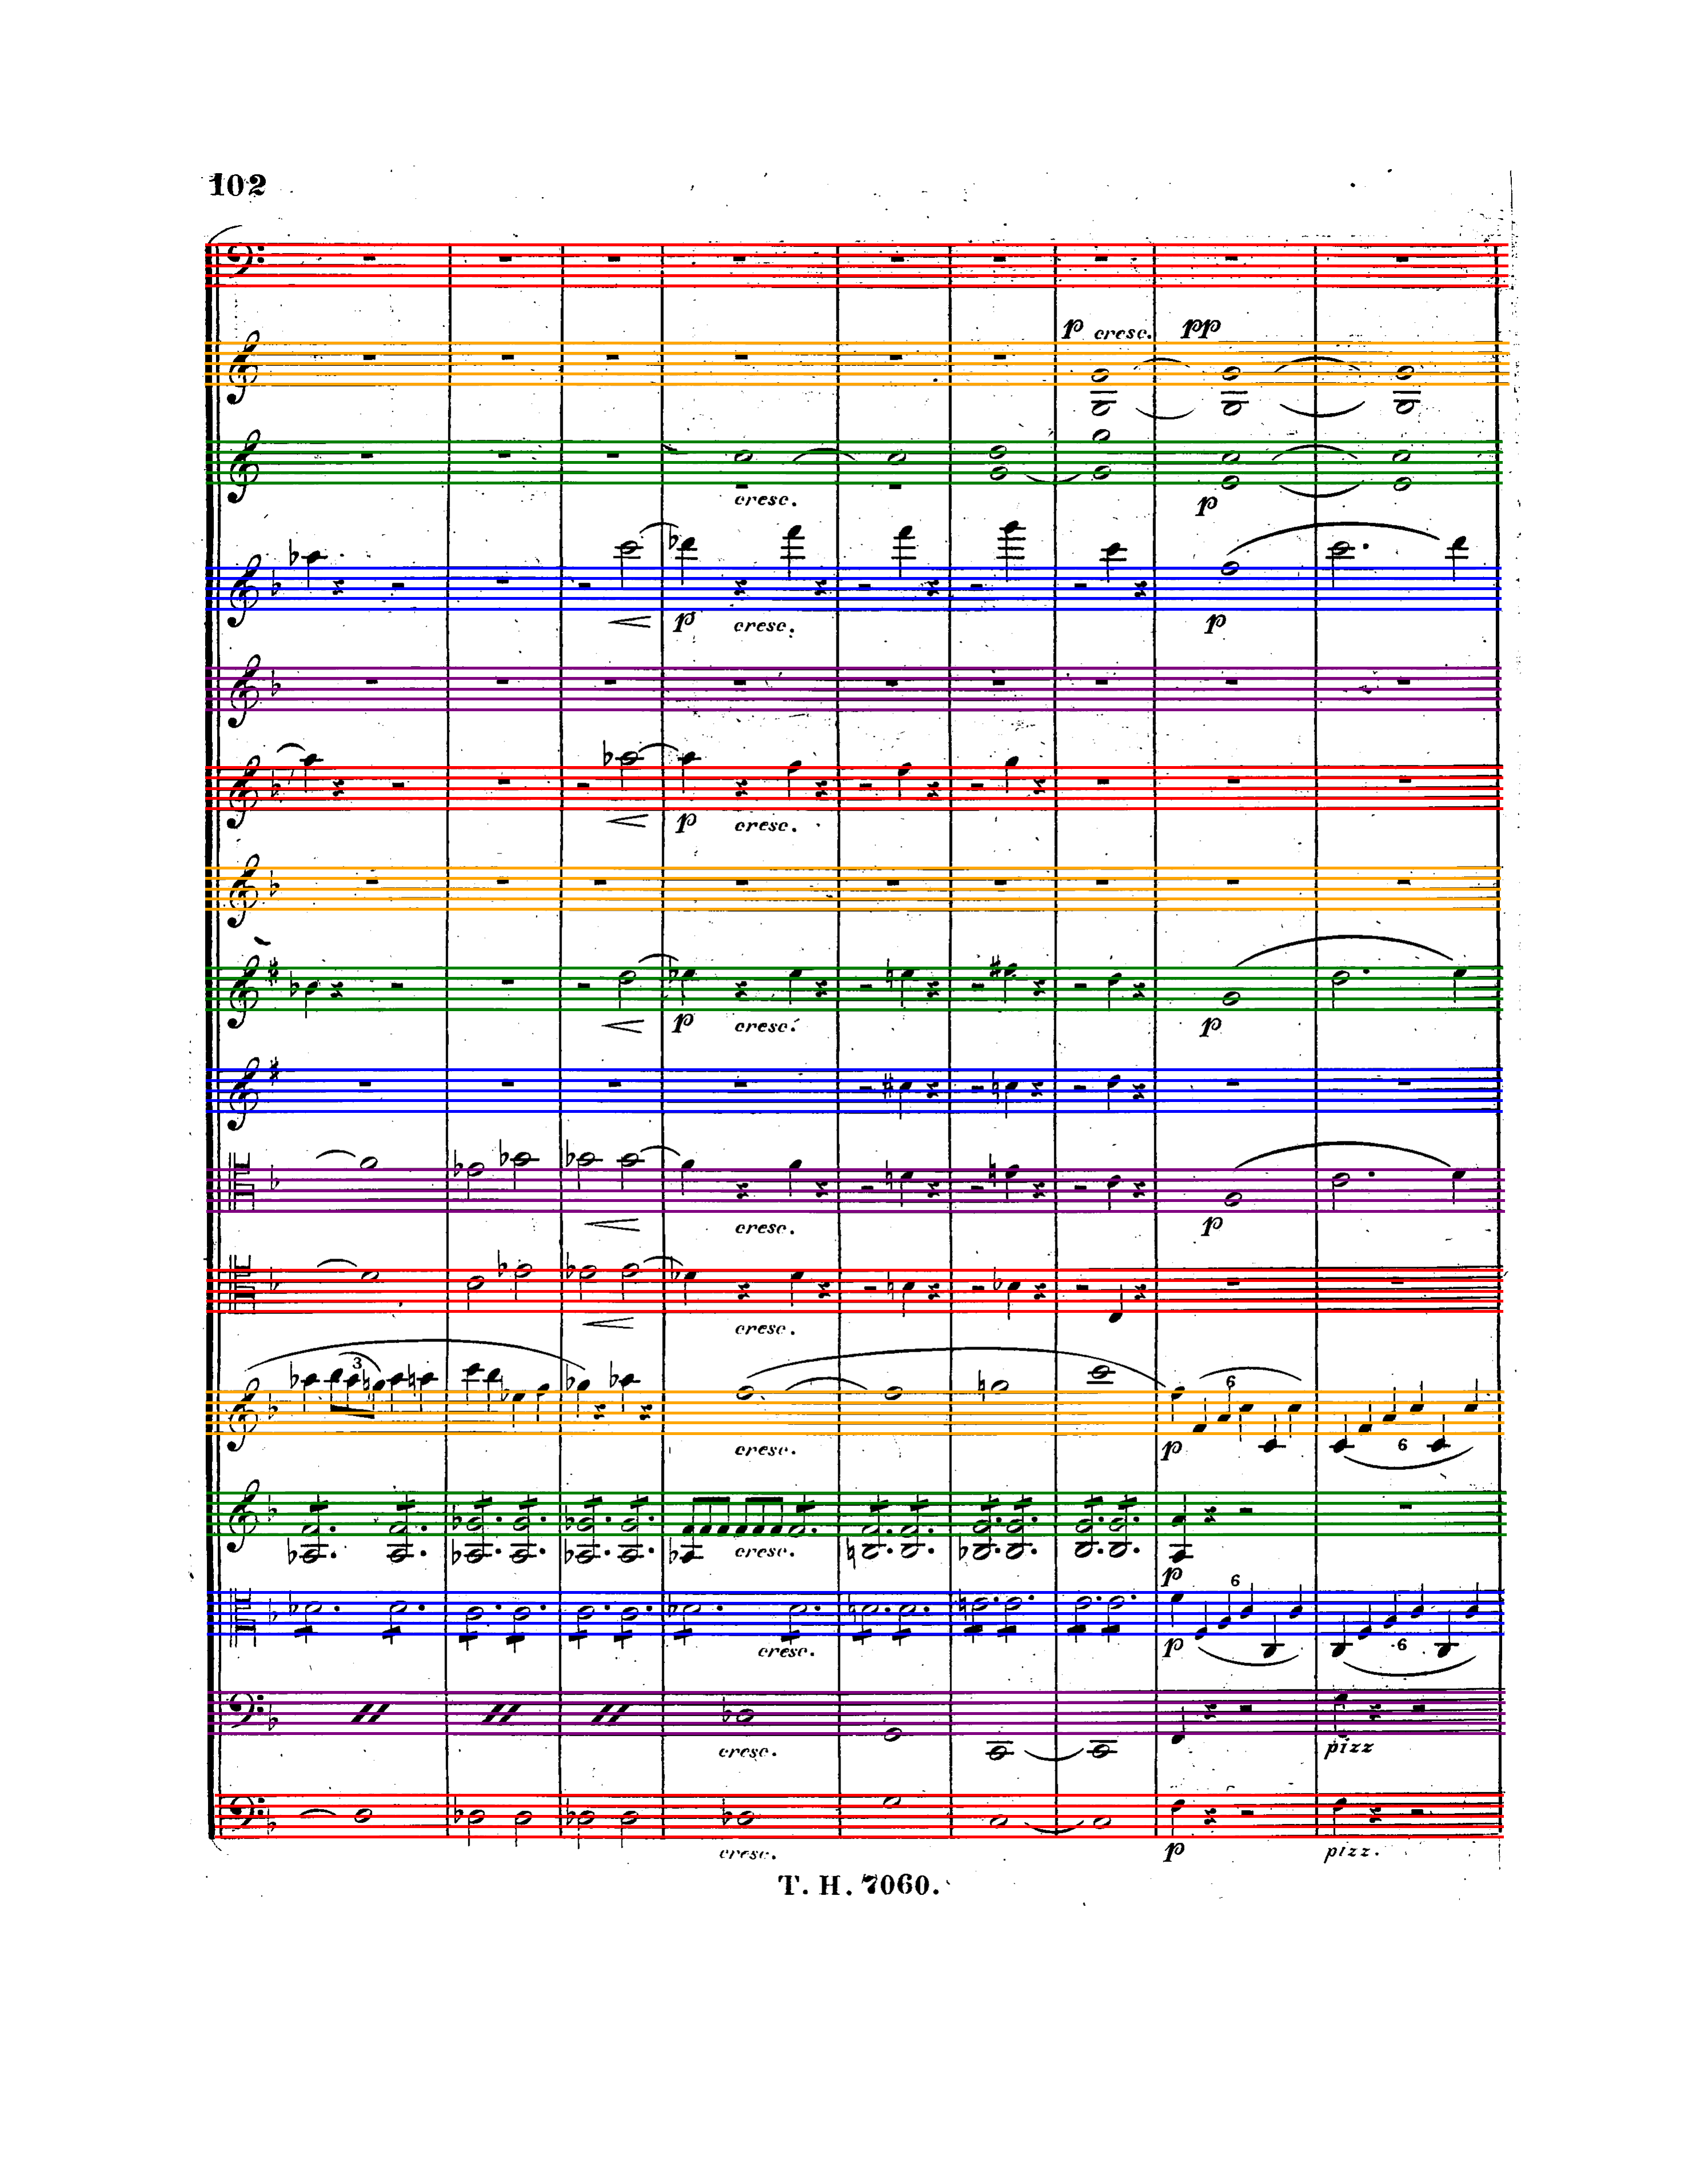 102
p cresc. pp
cresc.
p
p cresc. p
p cresc.
p cresc. p
cresc. p
cresc.
3
6
cresc. p 6
cresc.
p
6
cresc. p 6
cresc. pizz
cresc. p pizz.
T. H. 7060.